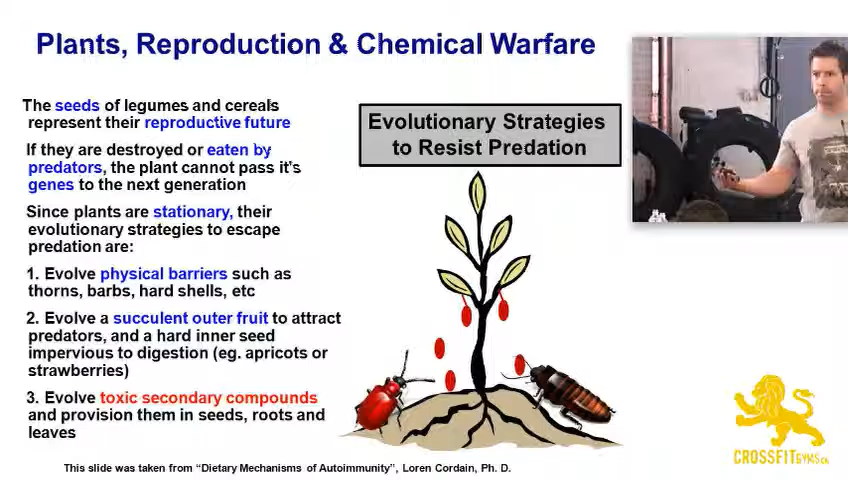 Plants, Reproduction & Chemical Warfare
The seeds of legumes and cereals
represent their reproductive future
If they are destroyed or eaten by
predators, the plant cannot pass it's
genes to the next generation
Since plants are stationary, their
evolutionary strategies to escape
predation are:
1. Evolve physical barriers such as
thorns, barbs, hard shells, etc
2. Evolve a succulent outer fruit to attract
predators, and a hard inner seed
impervious to digestion (eg. apricots or
strawberries)
3. Evolve toxic secondary compounds
and provision them in seeds, roots and
leaves
Evolutionary Strategies
to Resist Predation
CROSSFITGYMS.CA
This slide was taken from “Dietary Mechanisms of Autoimmunity”, Loren Cordain, Ph. D.